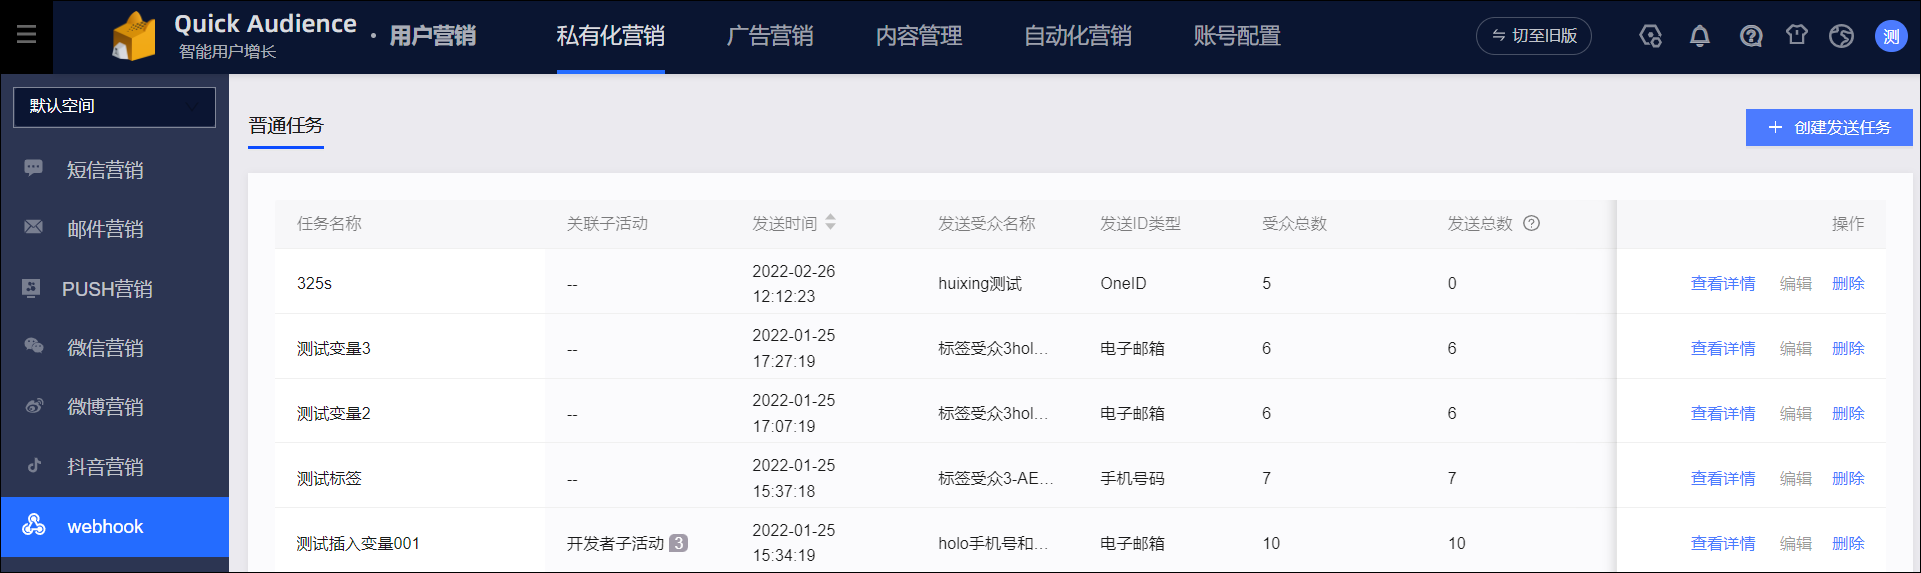 Quick Audience
智能用户增长
· 用户营销
私有化营销
广告营销
内容管理
自动化营销
账号配置
切至旧版
测
默认空间
短信营销
邮件营销
PUSH营销
微信营销
微博营销
抖音营销
webhook
普通任务
+ 创建发送任务
任务名称 关联子活动 发送时间 发送受众名称 发送ID类型 受众总数 发送总数 操作
325s -- 2022-02-26 huixing测试 OneID 5 0 查看详情 编辑 删除
12:12:23
测试变量3 -- 2022-01-25 标签受众3hol... 电子邮箱 6 6 查看详情 编辑 删除
17:27:19
测试变量2 -- 2022-01-25 标签受众3hol... 电子邮箱 6 6 查看详情 编辑 删除
17:07:19
测试标签 -- 2022-01-25 标签受众3-AE... 手机号码 7 7 查看详情 编辑 删除
15:37:18
测试插入变量001 开发者子活动 3 2022-01-25 holo手机号和... 电子邮箱 10 10 查看详情 编辑 删除
15:34:19